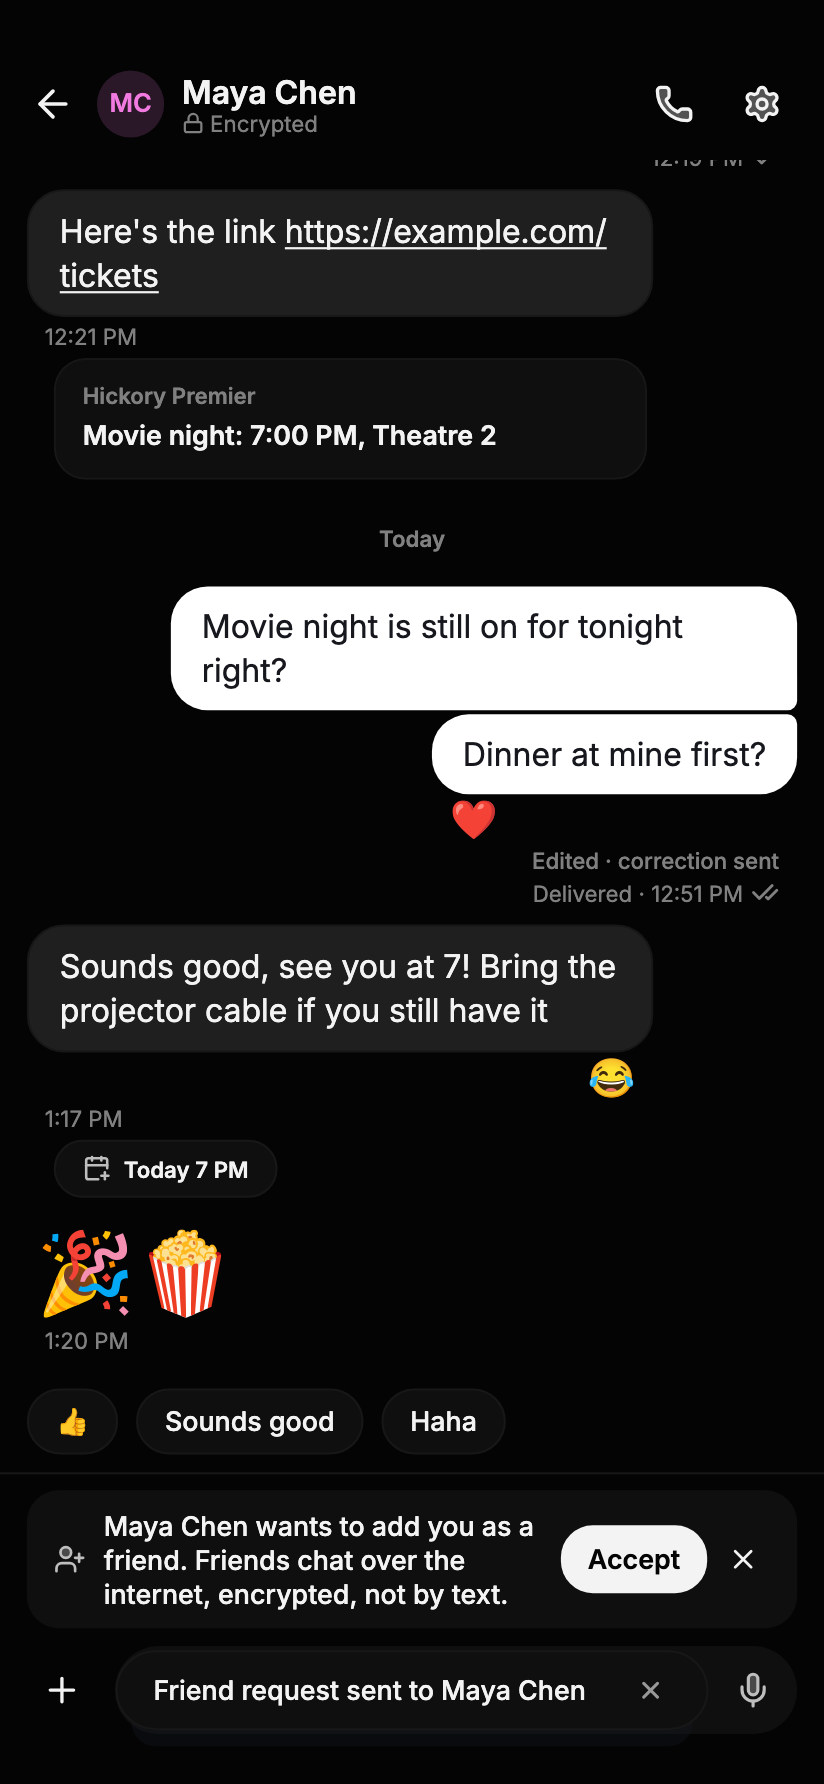 MC
Maya Chen
Encrypted
Here's the link https://example.com/
tickets
12:21 PM
Hickory Premier
Movie night: 7:00 PM, Theatre 2
Today
Movie night is still on for tonight
right?
Dinner at mine first?
Edited · correction sent
Delivered · 12:51 PM
Sounds good, see you at 7! Bring the
projector cable if you still have it
1:17 PM
Today 7 PM
1:20 PM
Sounds good
Haha
Maya Chen wants to add you as a
friend. Friends chat over the
internet, encrypted, not by text.
Accept
Friend request sent to Maya Chen